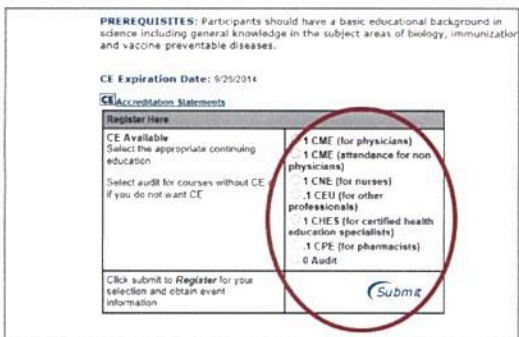 PREREQUISITES: Participants should have a basic educational background in
science including general knowledge in the subject areas of biology, immunization
and vaccine preventable diseases.
CE Expiration Date: 9/20/2014
CE Accreditation Statements
Register Here
CE Available
Select the appropriate continuing
education
Select audit for courses without CE
if you do not want CE
1 CME (for physicians)
1 CME (attendance for non
physicians)
1 CNE (for nurses)
.1 CEU (for other
professionals)
1 CHES (for certified health
education specialists)
.1 CPE (for pharmacists)
0 Audit
Click submit to Register for your
selection and obtain event
information
Submit